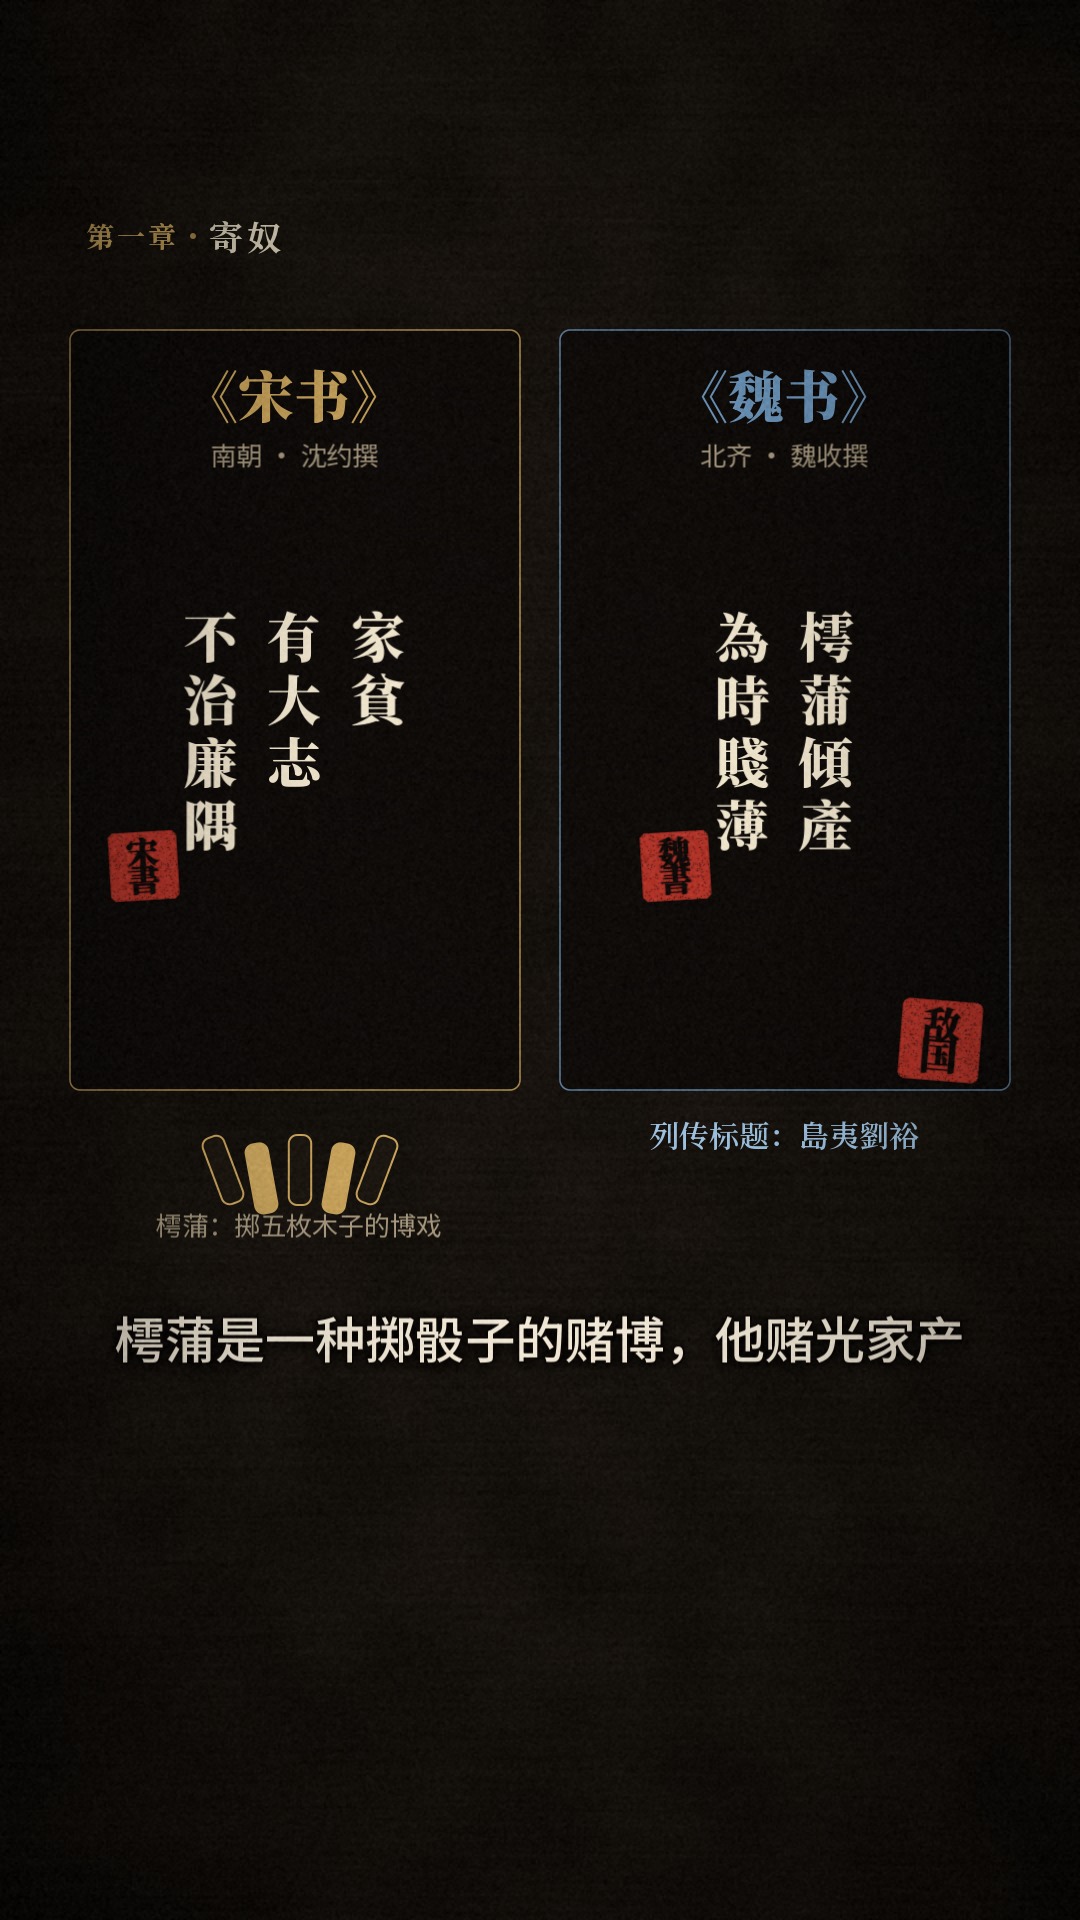 第一章·寄奴
《宋书》
南朝 · 沈约撰
家貧
有大志
不治廉隅
宋書
《魏书》
北齐 · 魏收撰
樗蒲傾產
為時賤薄
魏書
敌国
列传标题：島夷劉裕
樗蒲：掷五枚木子的博戏
樗蒲是一种掷骰子的赌博，他赌光家产